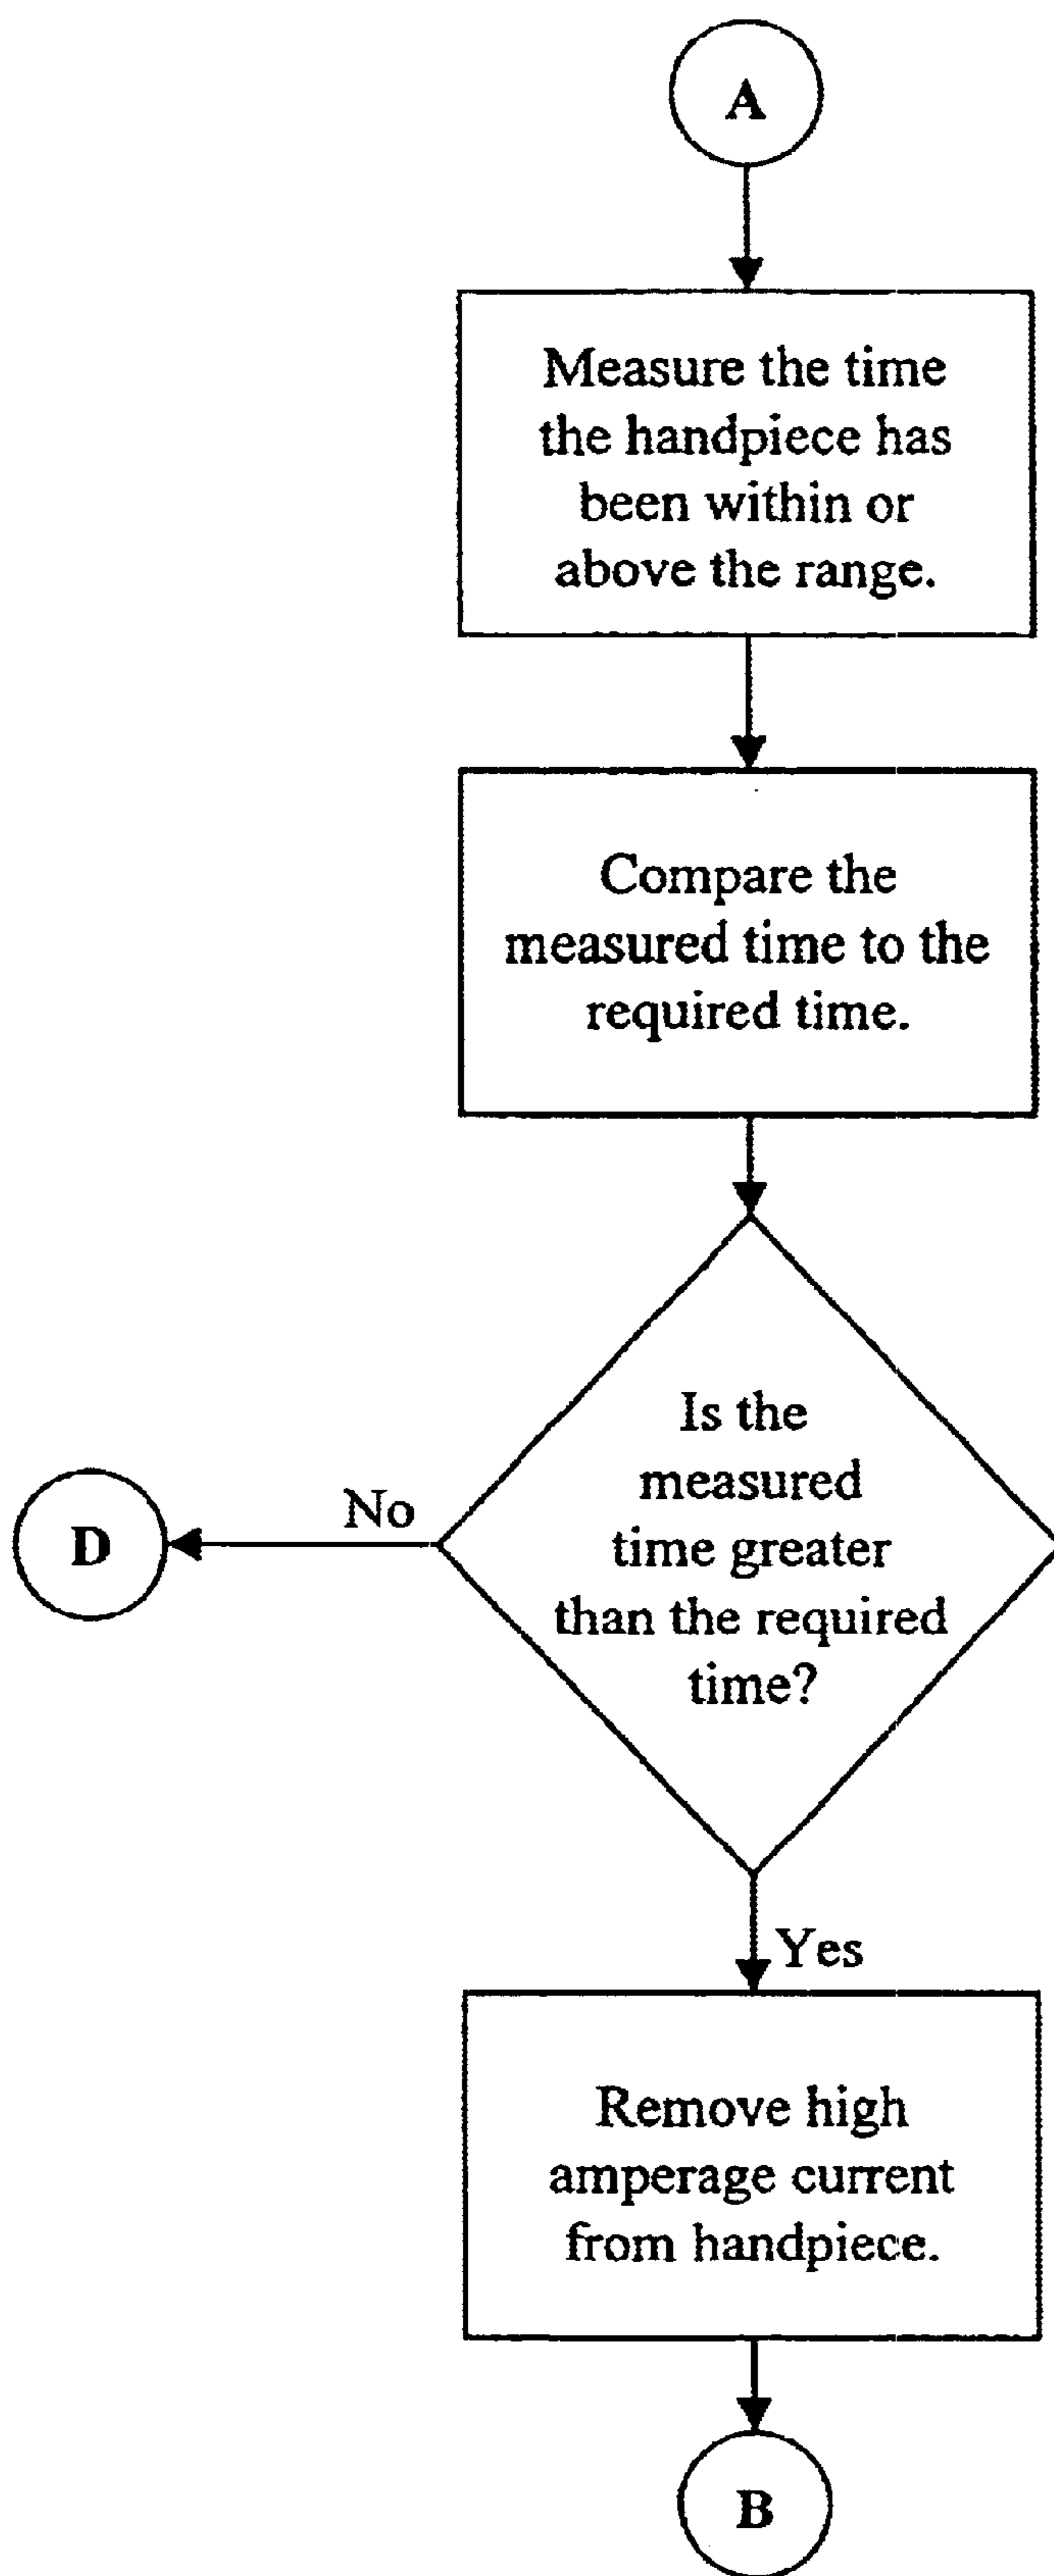 A
Measure the time
the handpiece has
been within or
above the range.
Compare the
measured time to the
required time.
Is the
measured
time greater
than the required
time?
No
D
Yes
Remove high
amperage current
from handpiece.
B